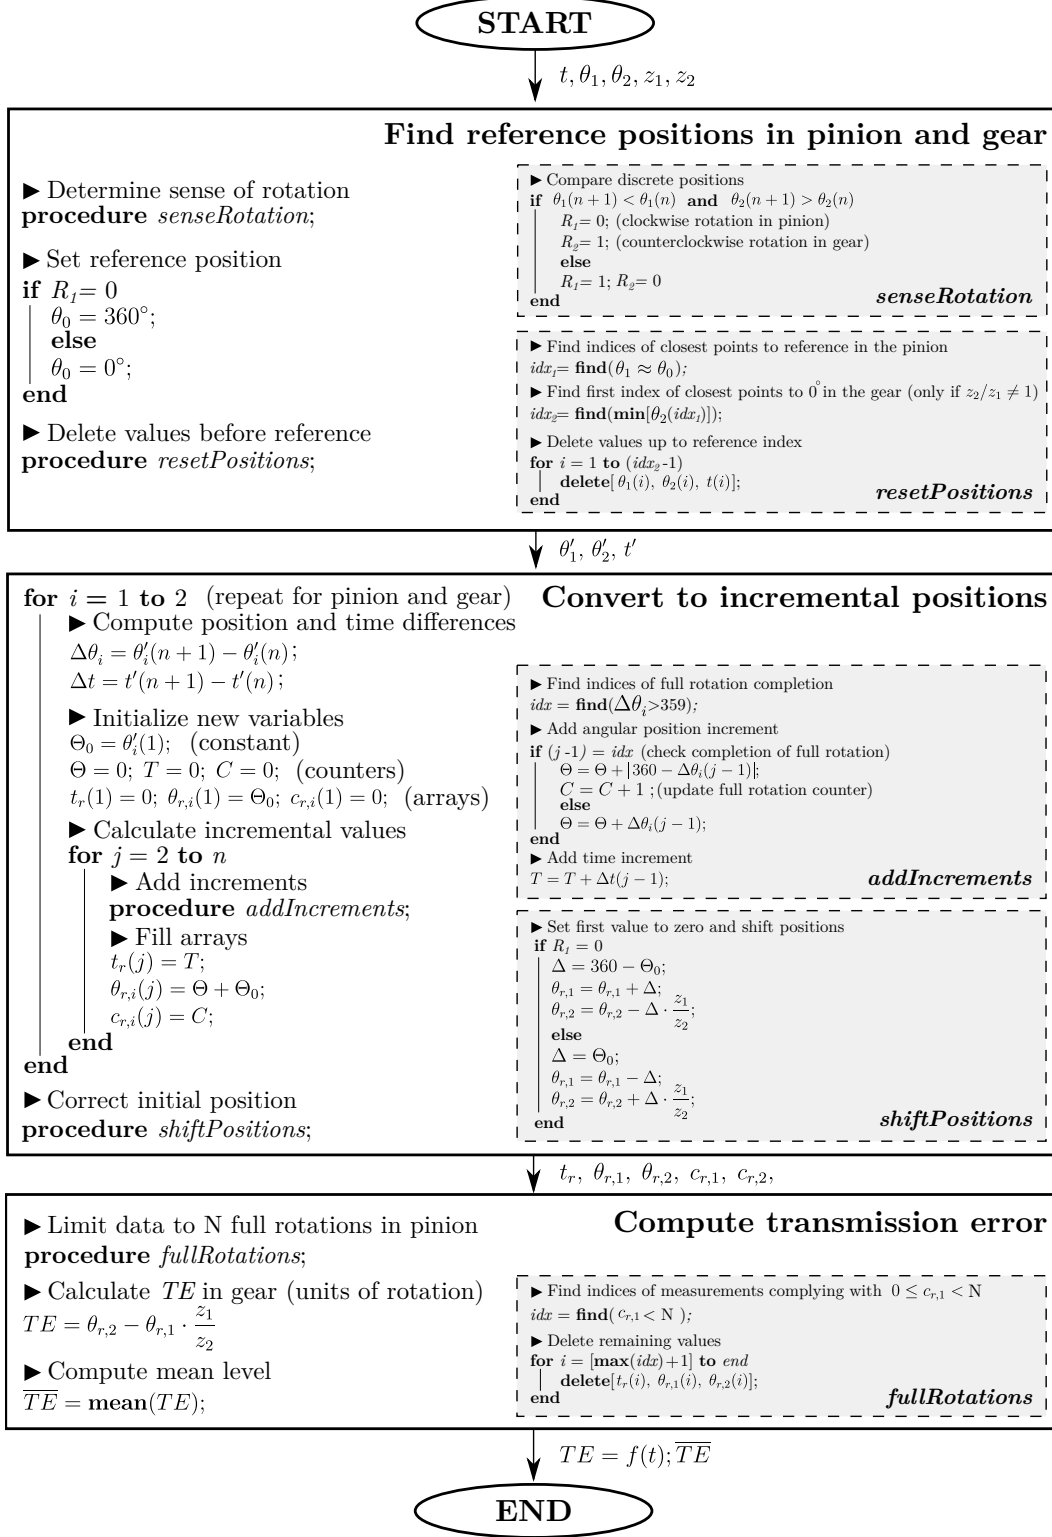 START
t, θ₁, θ₂, z₁, z₂
Find reference positions in pinion and gear
▶ Determine sense of rotation
procedure senseRotation;
▶ Set reference position
if R₁= 0
θ₀ = 360°;
else
θ₀ = 0°;
end
▶ Delete values before reference
procedure resetPositions;
▶ Compare discrete positions
if θ₁(n + 1) < θ₁(n) and θ₂(n + 1) > θ₂(n)
R₁= 0; (clockwise rotation in pinion)
R₂= 1; (counterclockwise rotation in gear)
else
R₁= 1; R₂= 0
end
senseRotation
▶ Find indices of closest points to reference in the pinion
idx₁= find(θ₁ ≈ θ₀);
▶ Find first index of closest points to 0° in the gear (only if z₂/z₁ ≠ 1)
idx₂= find(min[θ₂(idx₁)]);
▶ Delete values up to reference index
for i = 1 to (idx₂-1)
delete[ θ₁(i), θ₂(i), t(i)];
end
resetPositions
θ′₁, θ′₂, t′
Convert to incremental positions
for i = 1 to 2 (repeat for pinion and gear)
▶ Compute position and time differences
Δθᵢ = θ′ᵢ(n + 1) − θ′ᵢ(n);
Δt = t′(n + 1) − t′(n);
▶ Initialize new variables
Θ₀ = θ′ᵢ(1); (constant)
Θ = 0; T = 0; C = 0; (counters)
tᵣ(1) = 0; θᵣ,ᵢ(1) = Θ₀; cᵣ,ᵢ(1) = 0; (arrays)
▶ Calculate incremental values
for j = 2 to n
▶ Add increments
procedure addIncrements;
▶ Fill arrays
tᵣ(j) = T;
θᵣ,ᵢ(j) = Θ + Θ₀;
cᵣ,ᵢ(j) = C;
end
end
▶ Correct initial position
procedure shiftPositions;
▶ Find indices of full rotation completion
idx = find(Δθᵢ>359);
▶ Add angular position increment
if (j -1) = idx (check completion of full rotation)
Θ = Θ + |360 − Δθᵢ(j − 1)|;
C = C + 1 ;(update full rotation counter)
else
Θ = Θ + Δθᵢ(j − 1);
end
▶ Add time increment
T = T + Δt(j − 1);
addIncrements
▶ Set first value to zero and shift positions
if R₁ = 0
Δ = 360 − Θ₀;
θᵣ,₁ = θᵣ,₁ + Δ;
θᵣ,₂ = θᵣ,₂ − Δ · z₁/z₂;
else
Δ = Θ₀;
θᵣ,₁ = θᵣ,₁ − Δ;
θᵣ,₂ = θᵣ,₂ + Δ · z₁/z₂;
end
shiftPositions
tᵣ, θᵣ,₁, θᵣ,₂, cᵣ,₁, cᵣ,₂,
Compute transmission error
▶ Limit data to N full rotations in pinion
procedure fullRotations;
▶ Calculate TE in gear (units of rotation)
TE = θᵣ,₂ − θᵣ,₁ · z₁/z₂
▶ Compute mean level
T̅E̅ = mean(TE);
▶ Find indices of measurements complying with 0 ≤ cᵣ,₁ < N
idx = find( cᵣ,₁ < N );
▶ Delete remaining values
for i = [max(idx)+1] to end
delete[tᵣ(i), θᵣ,₁(i), θᵣ,₂(i)];
end
fullRotations
TE = f(t); T̅E̅
END